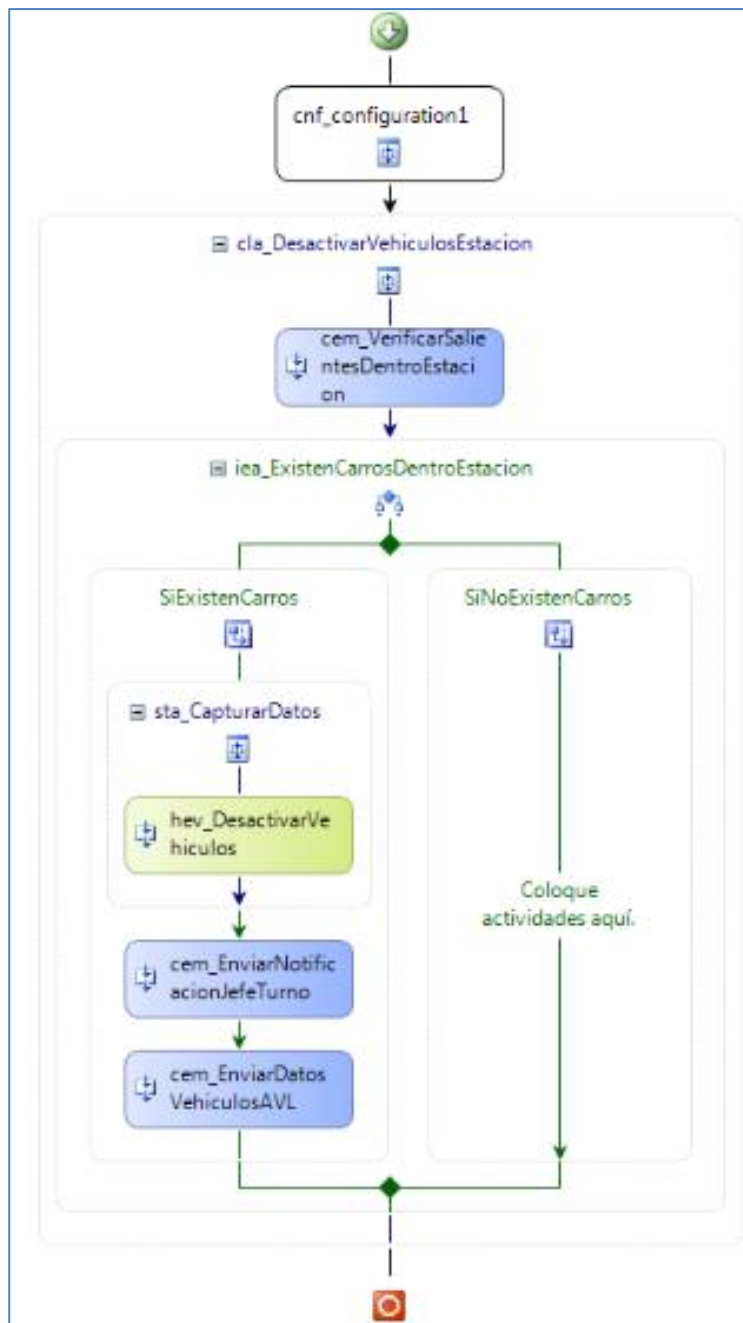 cnf_configuration1
cla_DesactivarVehiculosEstacion
cem_VerificarSalie
ntesDentroEstaci
on
iea_ExistenCarrosDentroEstacion
SiExistenCarros
SiNoExistenCarros
sta_CapturarDatos
hev_DesactivarVe
hiculos
Coloque
actividades aquí.
cem_EnviarNotific
acionJefeTurno
cem_EnviarDatos
VehiculosAVL